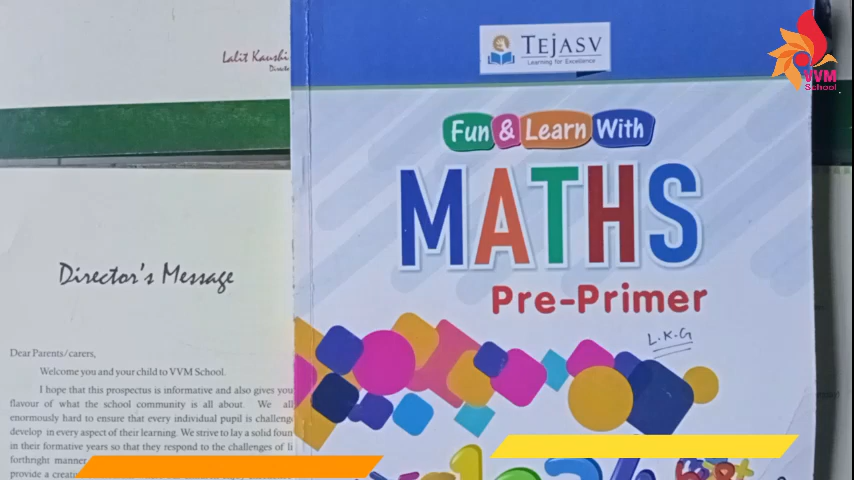 Lalit Kaushi
Director's Message
Dear Parents/carers,
Welcome you and your child to VVM School.
I hope that this prospectus is informative and also gives you
flavour of what the school community is all about. We all
enormously hard to ensure that every individual pupil is challeng
develop in every aspect of their learning. We strive to lay a solid foun
in their formative years so that they respond to the challenges of li
forthright manner
provide a creati
TEJASV
Learning for Excellence
Fun & Learn With
MATHS
Pre-Primer
L.K.G
VVM
School